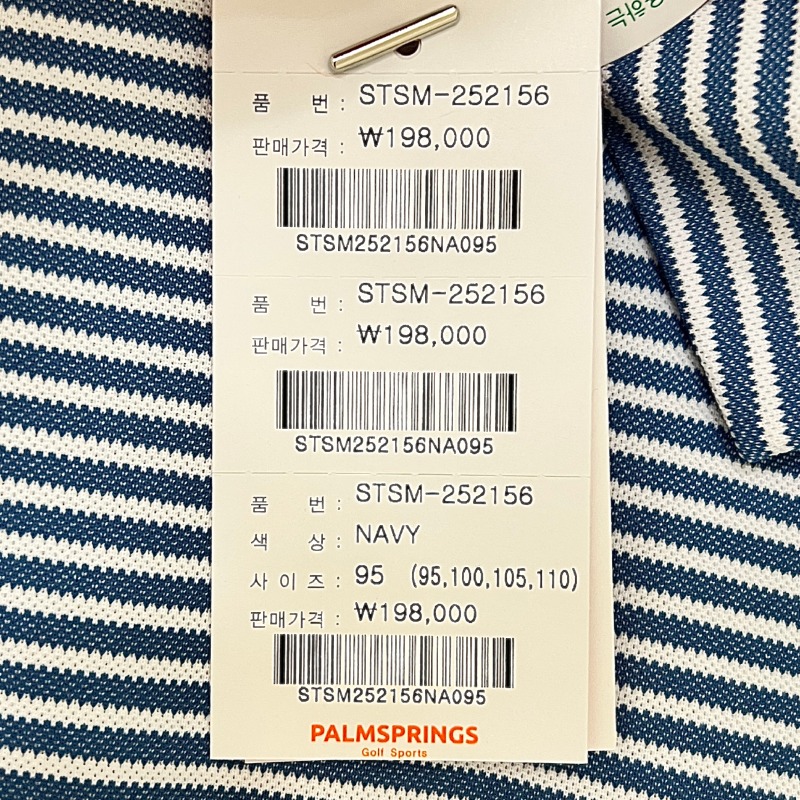 품 번 : STSM-252156
판매가격 : ₩198,000
STSM252156NA095
품 번 : STSM-252156
판매가격 : ₩198,000
STSM252156NA095
품 번 : STSM-252156
색 상 : NAVY
사 이 즈 : 95 (95,100,105,110)
판매가격 : ₩198,000
STSM252156NA095
PALMSPRINGS
Golf Sports